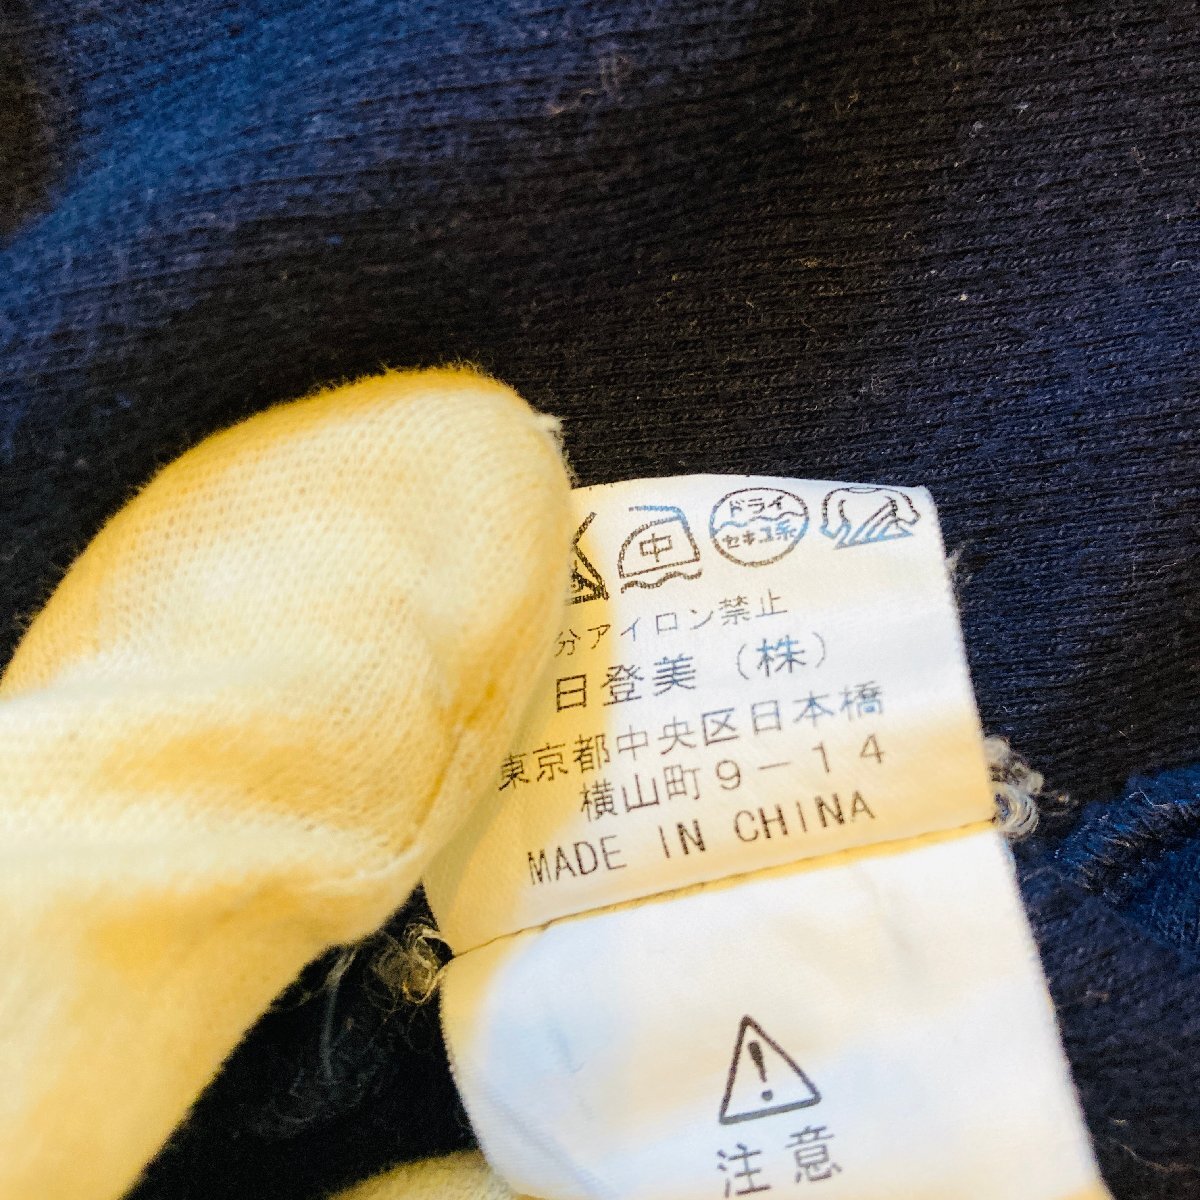 中 ドライ セキユ系
分アイロン禁止
日登美(株)
東京都中央区日本橋
横山町9-14
MADE IN CHINA
注意